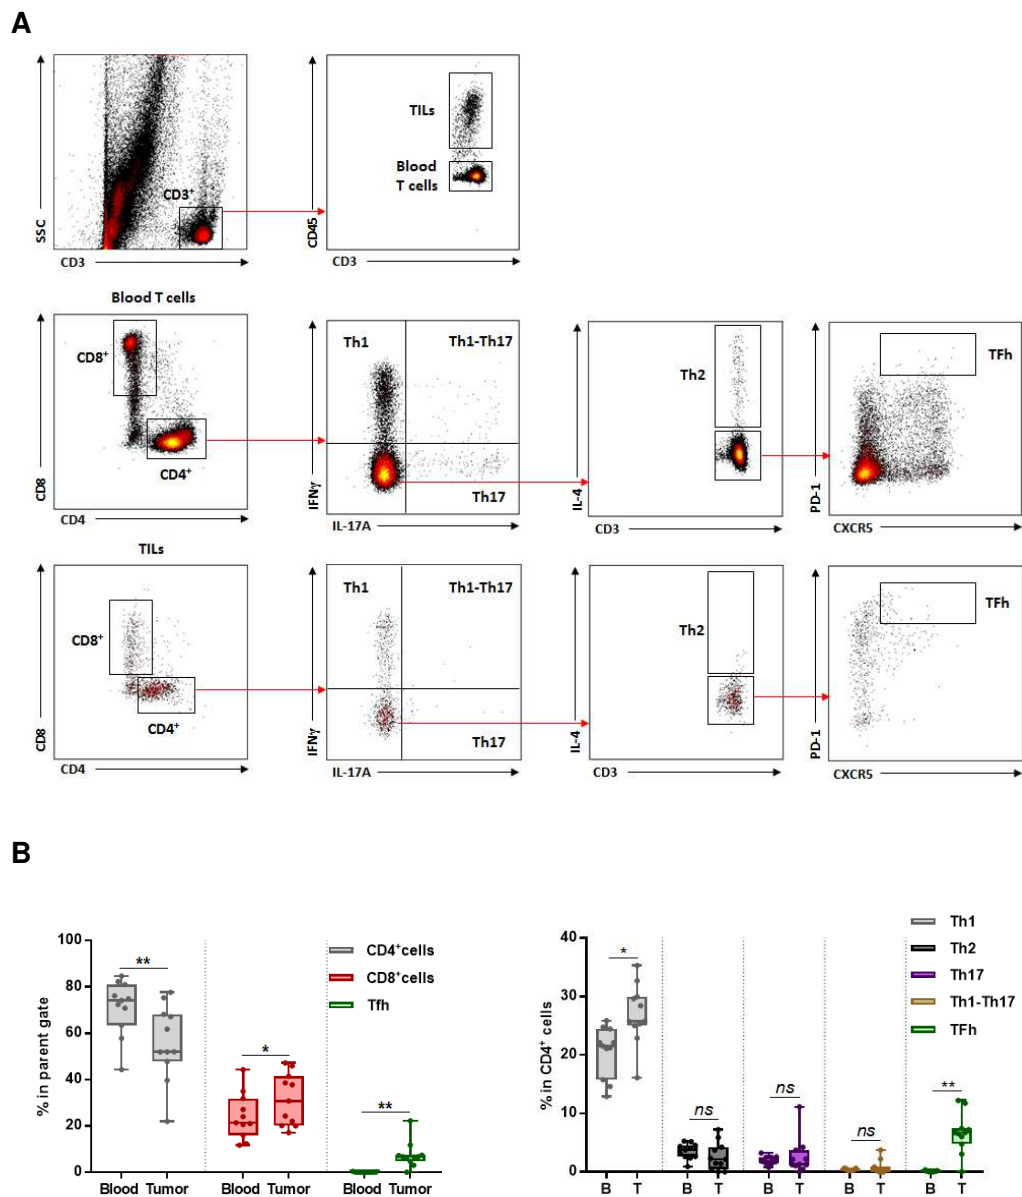 A
SSC
CD3⁺
CD3
CD45
TILs
Blood
T cells
CD3
Blood T cells
CD8
CD8⁺
CD4⁺
CD4
IFNγ
Th1
Th1-Th17
Th17
IL-17A
IL-4
Th2
CD3
PD-1
TFh
CXCR5
TILs
CD8
CD8⁺
CD4⁺
CD4
IFNγ
Th1
Th1-Th17
Th17
IL-17A
IL-4
Th2
CD3
PD-1
TFh
CXCR5
B
% in parent gate
100
80
60
40
20
0
**
*
**
CD4⁺cells
CD8⁺cells
Tfh
Blood Tumor
Blood Tumor
Blood Tumor
% in CD4⁺ cells
40
30
20
10
0
*
ns
ns
ns
**
Th1
Th2
Th17
Th1-Th17
TFh
B T
B T
B T
B T
B T